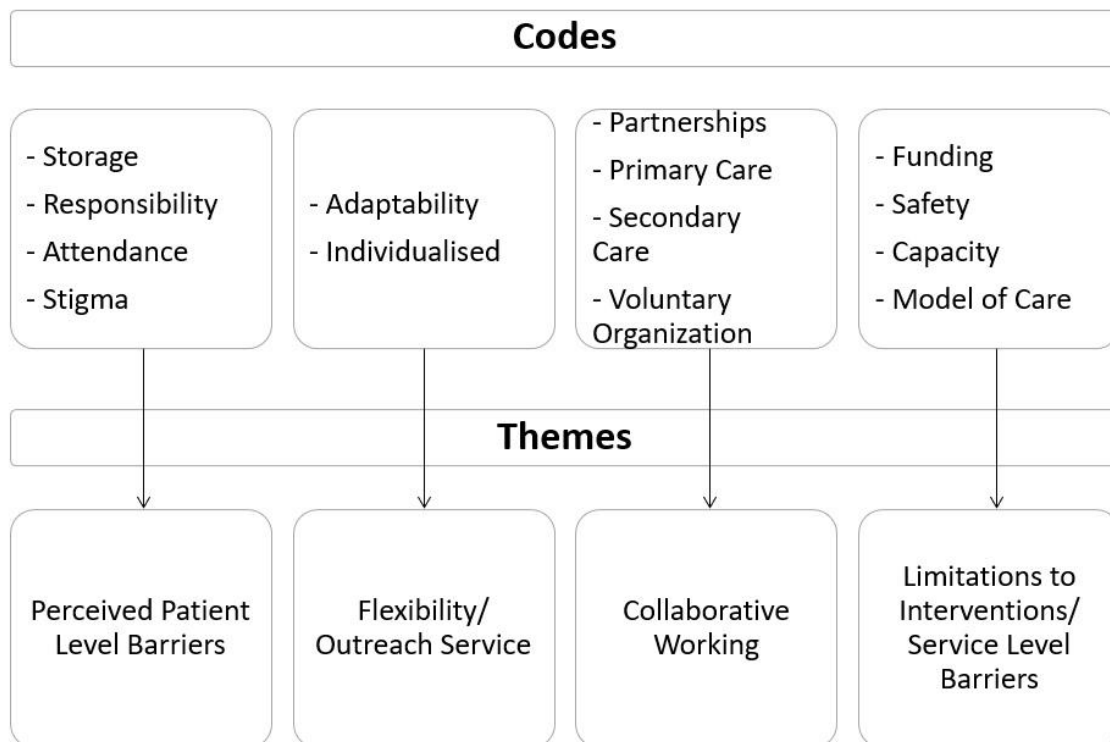 Codes
- Storage
- Responsibility
- Attendance
- Stigma
- Adaptability
- Individualised
- Partnerships
- Primary Care
- Secondary
Care
- Voluntary
Organization
- Funding
- Safety
- Capacity
- Model of Care
Themes
Perceived Patient
Level Barriers
Flexibility/
Outreach Service
Collaborative
Working
Limitations to
Interventions/
Service Level
Barriers